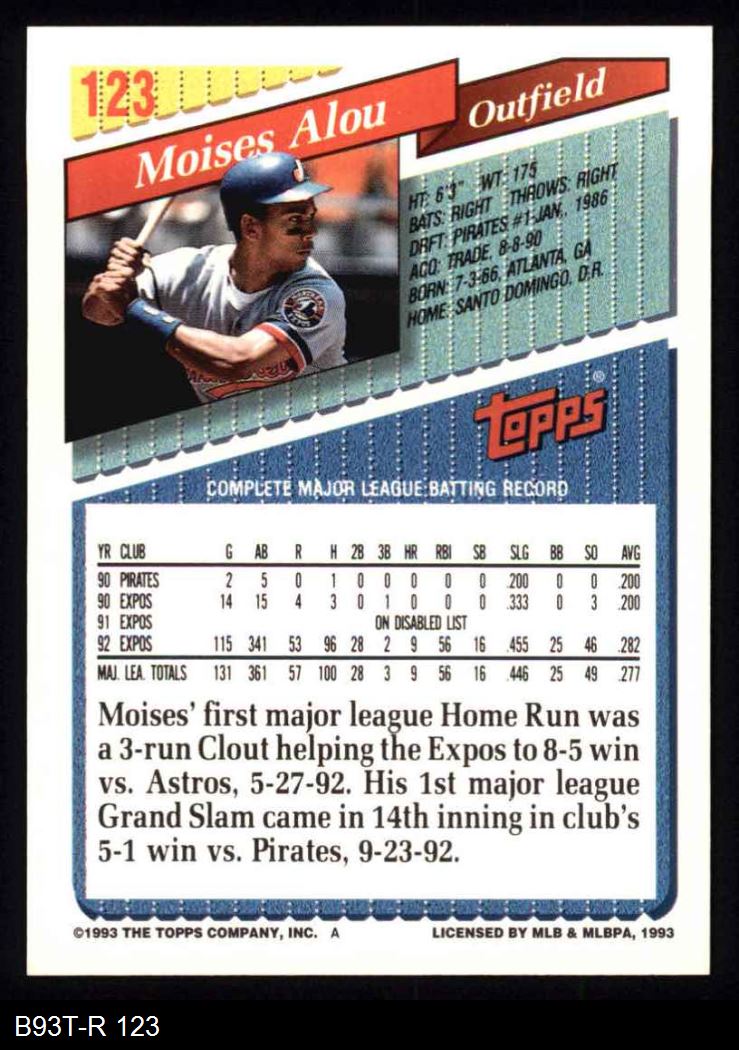 123
Moises Alou
Outfield
HT: 6'3" WT: 175
BATS: RIGHT THROWS: RIGHT
DRFT: PIRATES #1-JAN., 1986
ACQ: TRADE, 8-8-90
BORN: 7-3-66, ATLANTA, GA
HOME: SANTO DOMINGO, D.R.
TOPPS®
COMPLETE MAJOR LEAGUE BATTING RECORD
YR CLUB G AB R H 2B 3B HR RBI SB SLG BB SO AVG
90 PIRATES 2 5 0 1 0 0 0 0 0 .200 0 0 .200
90 EXPOS 14 15 4 3 0 1 0 0 0 .333 0 3 .200
91 EXPOS ON DISABLED LIST
92 EXPOS 115 341 53 96 28 2 9 56 16 .455 25 46 .282
MAJ. LEA. TOTALS 131 361 57 100 28 3 9 56 16 .446 25 49 .277
Moises' first major league Home Run was
a 3-run Clout helping the Expos to 8-5 win
vs. Astros, 5-27-92. His 1st major league
Grand Slam came in 14th inning in club's
5-1 win vs. Pirates, 9-23-92.
©1993 THE TOPPS COMPANY, INC. A
LICENSED BY MLB & MLBPA, 1993
B93T-R 123